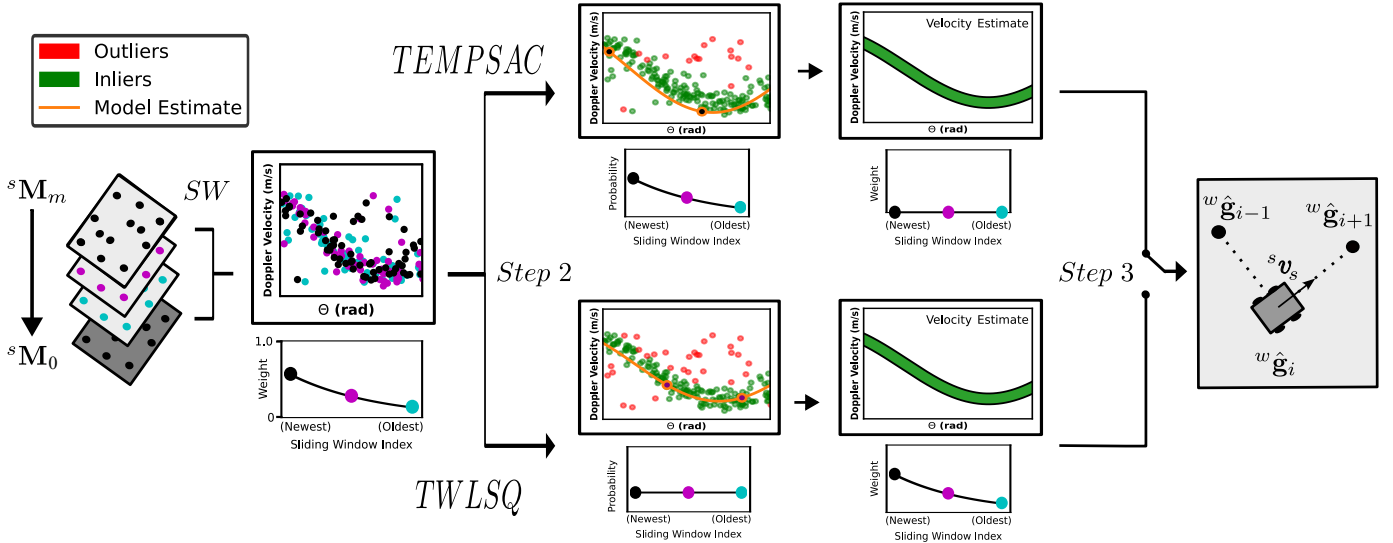 Outliers
Inliers
Model Estimate
ˢM_m
ˢM₀
SW
Doppler Velocity (m/s)
Θ (rad)
1.0
Weight
0
(Newest) (Oldest)
Sliding Window Index
TEMPSAC
Step 2
TWLSQ
Doppler Velocity (m/s)
Θ (rad)
Probability
(Newest) (Oldest)
Sliding Window Index
Velocity Estimate
Doppler Velocity (m/s)
Θ (rad)
Weight
(Newest) (Oldest)
Sliding Window Index
Doppler Velocity (m/s)
Θ (rad)
Probability
(Newest) (Oldest)
Sliding Window Index
Velocity Estimate
Doppler Velocity (m/s)
Θ (rad)
Weight
(Newest) (Oldest)
Sliding Window Index
Step 3
ʷĝ_{i−1}
ʷĝ_{i+1}
ˢv_s
ʷĝ_i